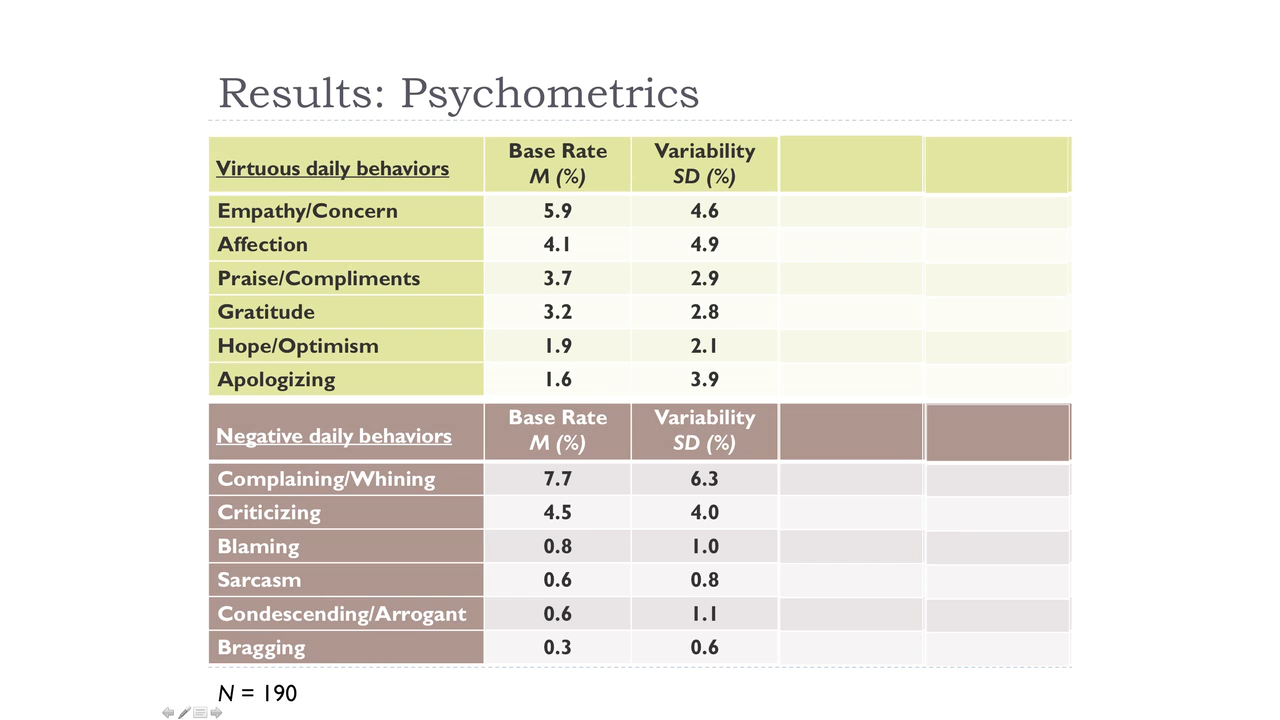 Results: Psychometrics
Virtuous daily behaviors
Base Rate M (%)
Variability SD (%)
Empathy/Concern 5.9 4.6
Affection 4.1 4.9
Praise/Compliments 3.7 2.9
Gratitude 3.2 2.8
Hope/Optimism 1.9 2.1
Apologizing 1.6 3.9
Negative daily behaviors
Base Rate M (%)
Variability SD (%)
Complaining/Whining 7.7 6.3
Criticizing 4.5 4.0
Blaming 0.8 1.0
Sarcasm 0.6 0.8
Condescending/Arrogant 0.6 1.1
Bragging 0.3 0.6
N = 190